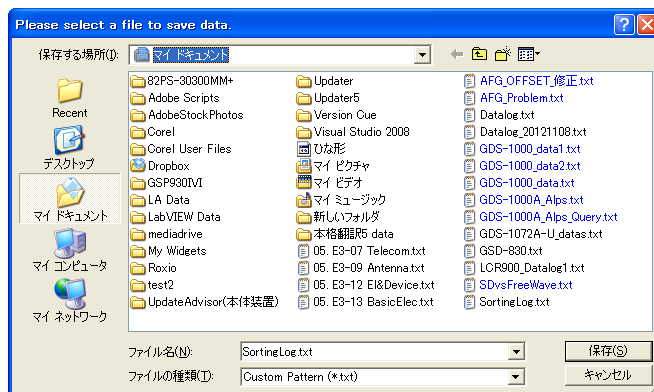 Please select a file to save data.
保存する場所(I):
マイ ドキュメント
Recent
デスクトップ
マイ ドキュメント
マイ コンピュータ
マイ ネットワーク
82PS-30300MM+
Adobe Scripts
AdobeStockPhotos
Corel
Corel User Files
Dropbox
GSP930IVI
LA Data
LabVIEW Data
mediadrive
My Widgets
Roxio
test2
UpdateAdvisor(本体装置)
Updater
Updater5
Version Cue
Visual Studio 2008
ひな形
マイ ピクチャ
マイ ビデオ
マイ ミュージック
新しいフォルダ
本格翻訳5 data
05. E3-07 Telecom.txt
05. E3-09 Antenna.txt
05. E3-12 El&Device.txt
05. E3-13 BasicElec.txt
AFG_OFFSET_修正.txt
AFG_Problem.txt
Datalog.txt
Datalog_20121108.txt
GDS-1000_data1.txt
GDS-1000_data2.txt
GDS-1000_data.txt
GDS-1000A_Alps.txt
GDS-1000A_Alps_Query.txt
GDS-1072A-U_datas.txt
GSD-830.txt
LCR900_Datalog1.txt
SDvsFreeWave.txt
SortingLog.txt
ファイル名(N):
SortingLog.txt
保存(S)
ファイルの種類(T):
Custom Pattern (*.txt)
キャンセル